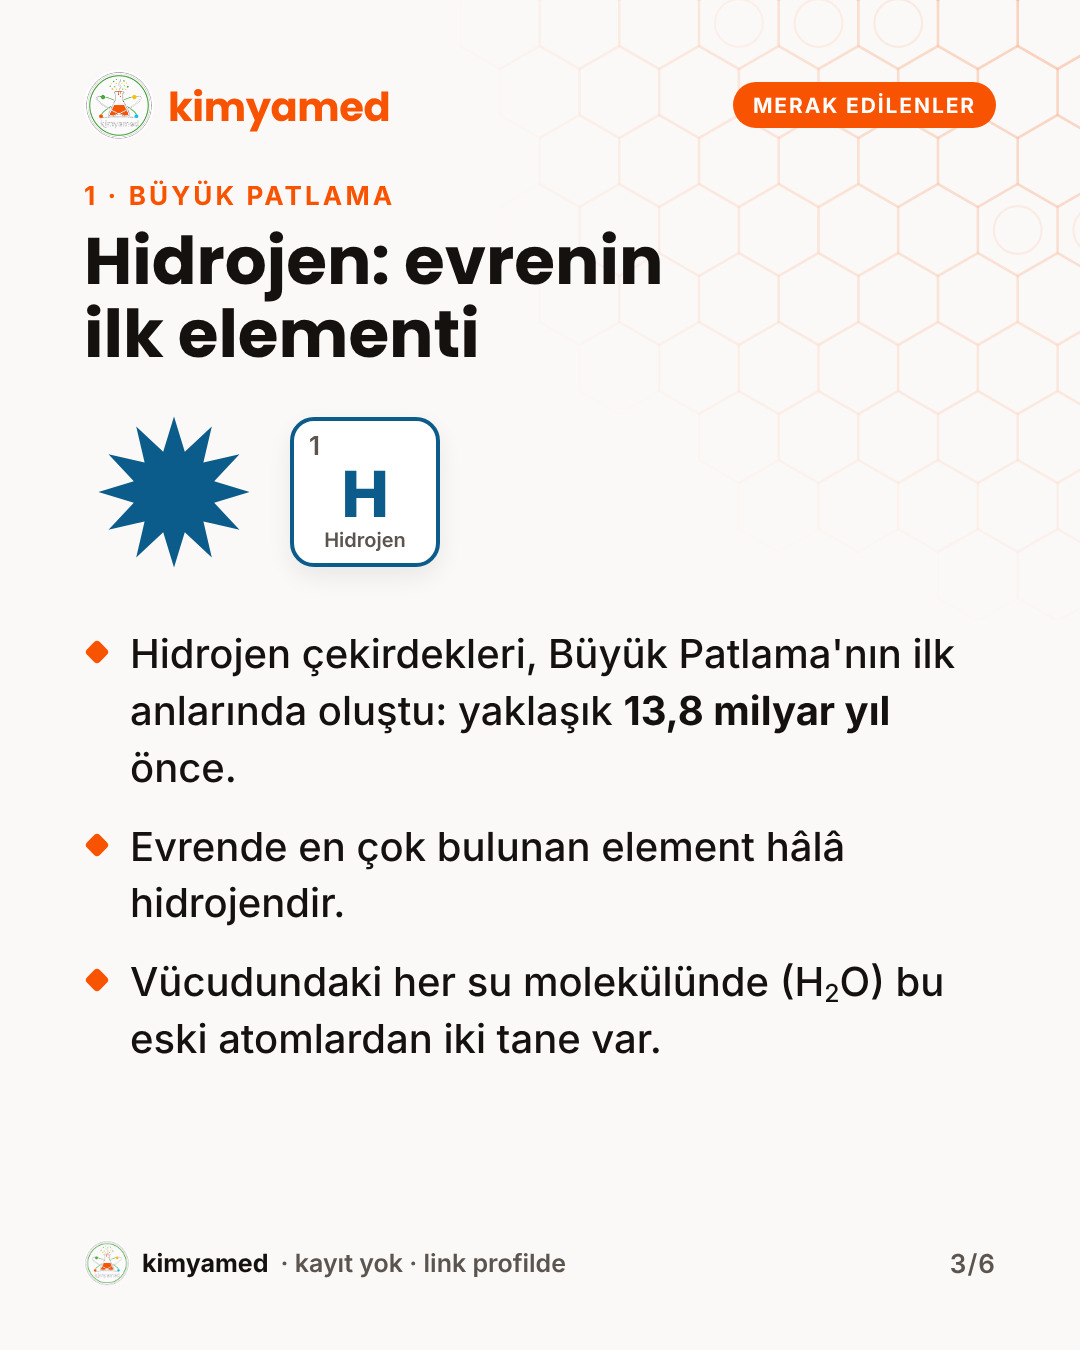 kimyamed
MERAK EDİLENLER
1 · BÜYÜK PATLAMA
Hidrojen: evrenin
ilk elementi
1
H
Hidrojen
Hidrojen çekirdekleri, Büyük Patlama'nın ilk
anlarında oluştu: yaklaşık 13,8 milyar yıl
önce.
Evrende en çok bulunan element hâlâ
hidrojendir.
Vücudundaki her su molekülünde (H₂O) bu
eski atomlardan iki tane var.
kimyamed · kayıt yok · link profilde
3/6